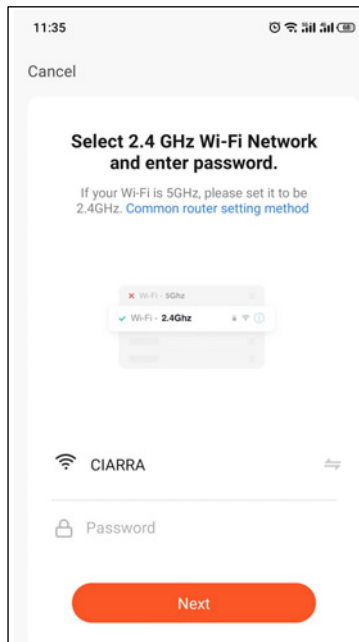 11:35
68
Cancel
Select 2.4 GHz Wi-Fi Network
and enter password.
If your Wi-Fi is 5GHz, please set it to be
2.4GHz. Common router setting method
Wi-Fi - 5Ghz
Wi-Fi - 2.4Ghz
CIARRA
Password
Next